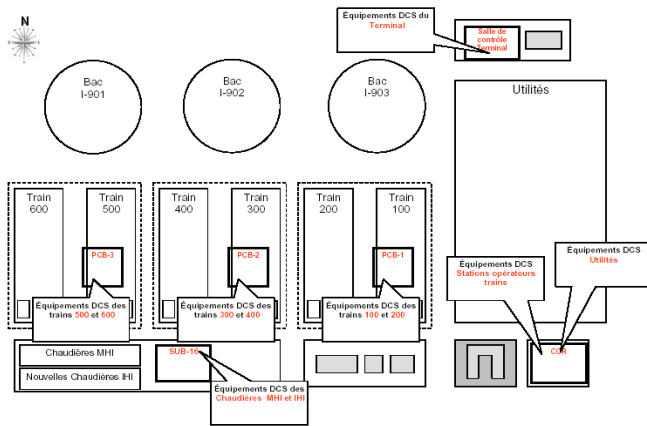 N
Équipements DCS du
Terminal
Salle de
contrôle
Terminal
Bac
I-901
Bac
I-902
Bac
I-903
Utilités
Train
600
Train
500
Train
400
Train
300
Train
200
Train
100
PCB-3
PCB-2
PCB-1
Équipements DCS
Stations opérateurs
trains
Équipements DCS
Utilités
Équipements DCS des
trains 500 et 600
Équipements DCS des
trains 300 et 400
Équipements DCS des
trains 100 et 200
Chaudières MHI
Nouvelles Chaudières IHI
SUB-16
CCR
Équipements DCS des
Chaudières MHI et IHI